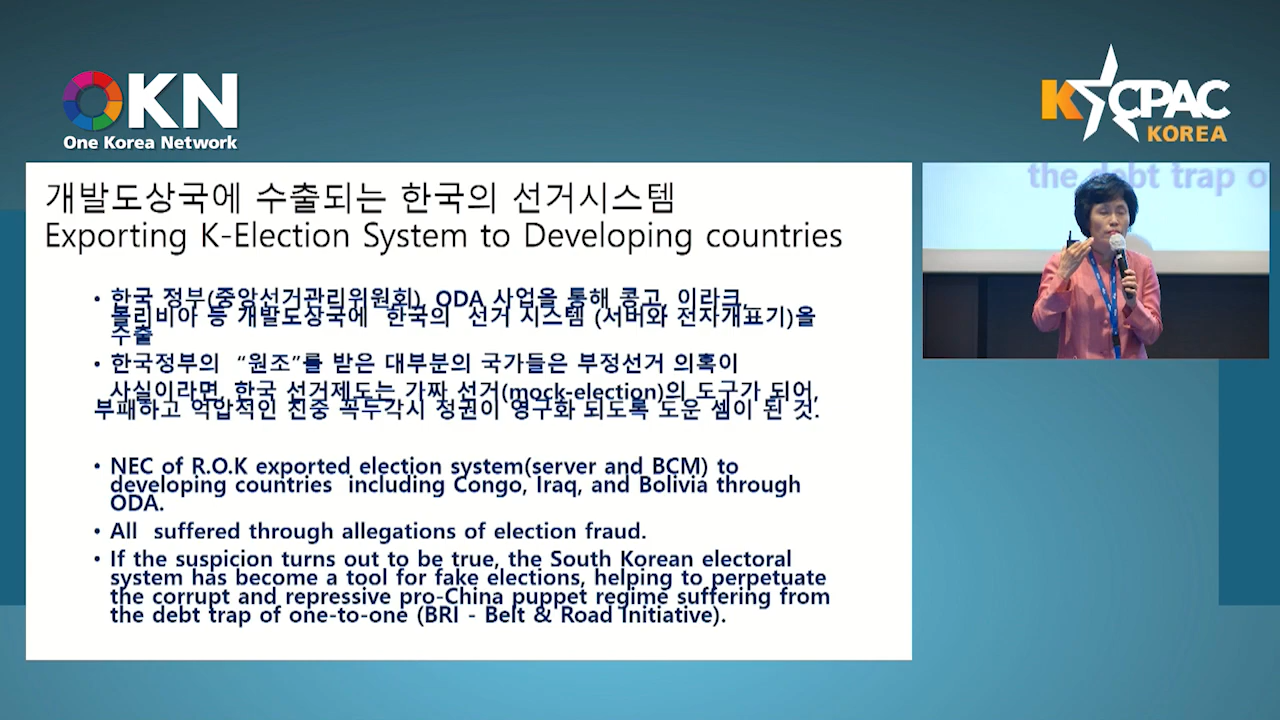 OKN
One Korea Network
K CPAC
KOREA
개발도상국에 수출되는 한국의 선거시스템
Exporting K-Election System to Developing countries
the debt trap o
• 한국 정부(중앙선거관리위원회), ODA 사업을 통해 콩고, 이라크,
볼리비아 등 개발도상국에 한국의 선거 시스템 (서버와 전자개표기)을
수출
• 한국정부의 “원조”를 받은 대부분의 국가들은 부정선거 의혹이
사실이라면, 한국 선거제도는 가짜 선거(mock-election)의 도구가 되어,
부패하고 억압적인 친중 꼭두각시 정권이 영구화 되도록 도운 셈이 된 것.
• NEC of R.O.K exported election system(server and BCM) to
developing countries including Congo, Iraq, and Bolivia through
ODA.
• All suffered through allegations of election fraud.
• If the suspicion turns out to be true, the South Korean electoral
system has become a tool for fake elections, helping to perpetuate
the corrupt and repressive pro-China puppet regime suffering from
the debt trap of one-to-one (BRI - Belt & Road Initiative).